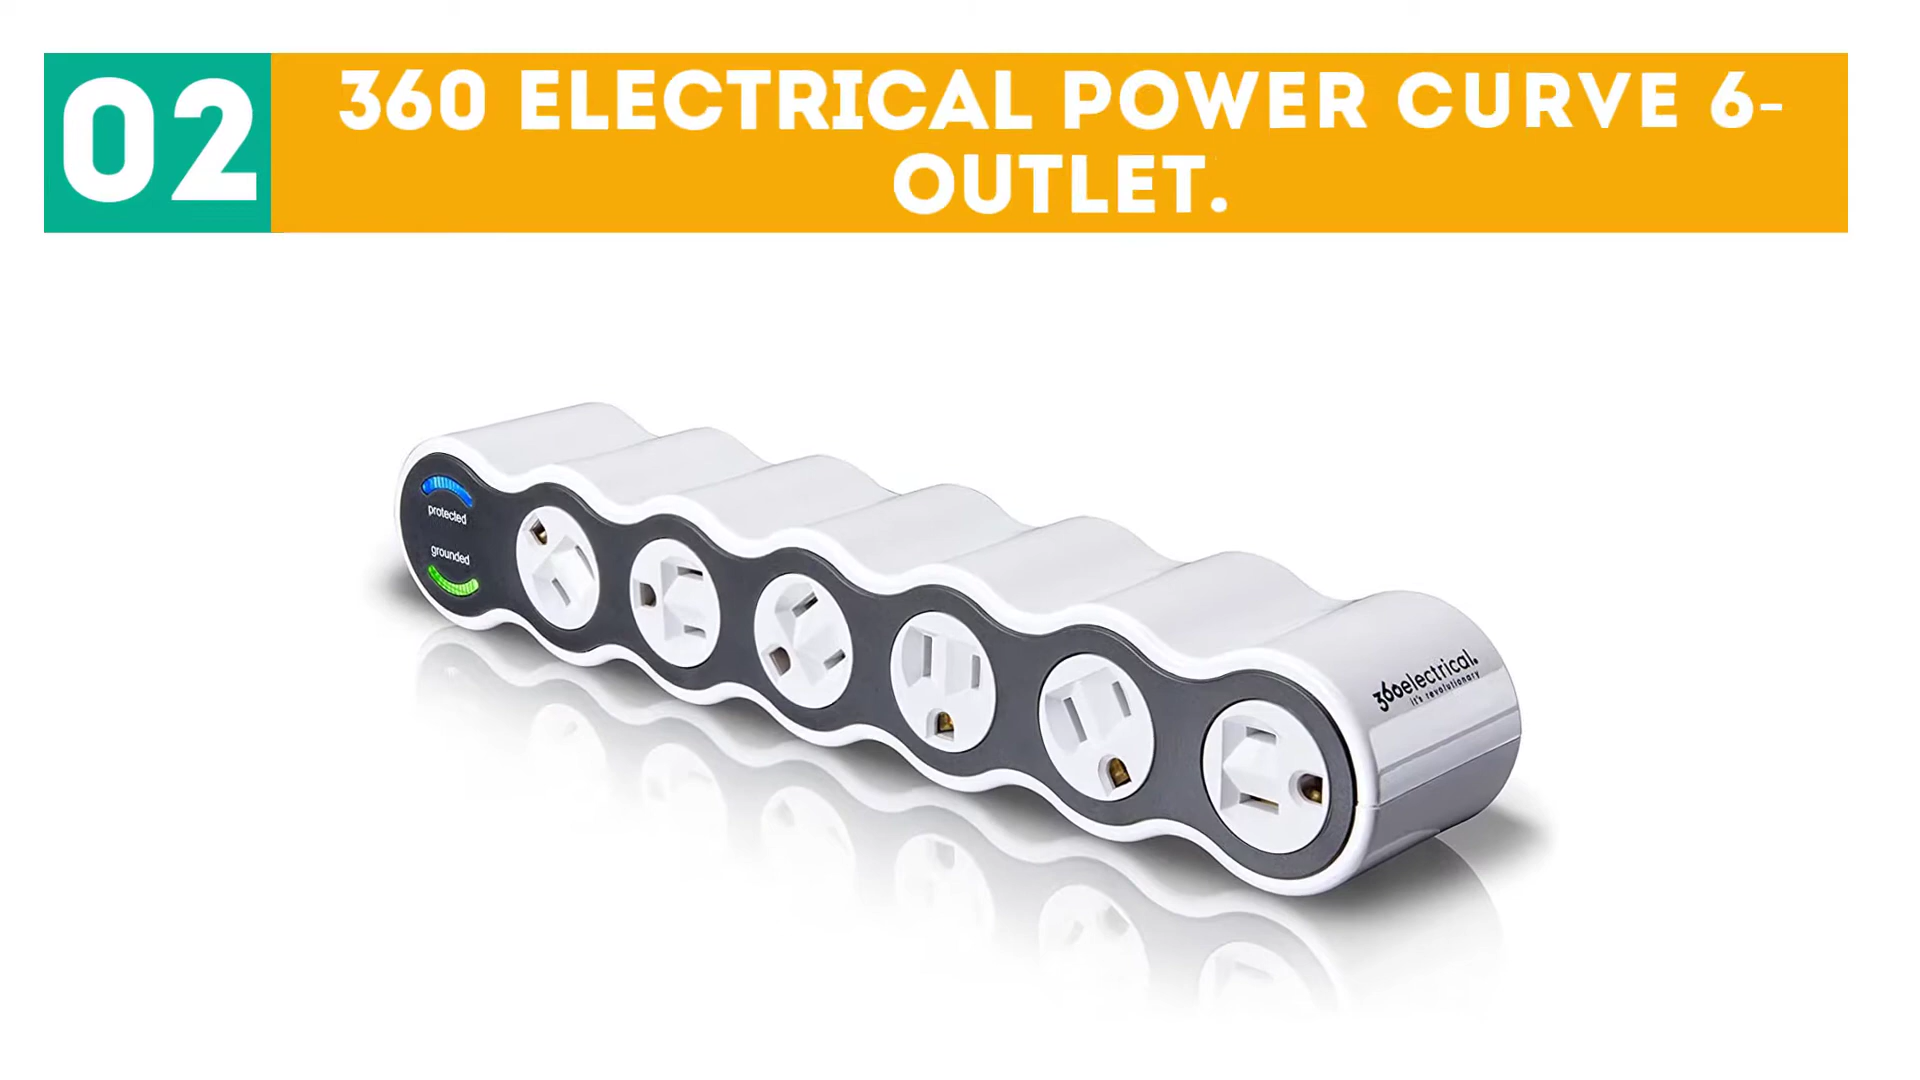 02
360 ELECTRICAL POWER CURVE 6-
OUTLET.
protected
grounded
360electrical.
it's revolutionary